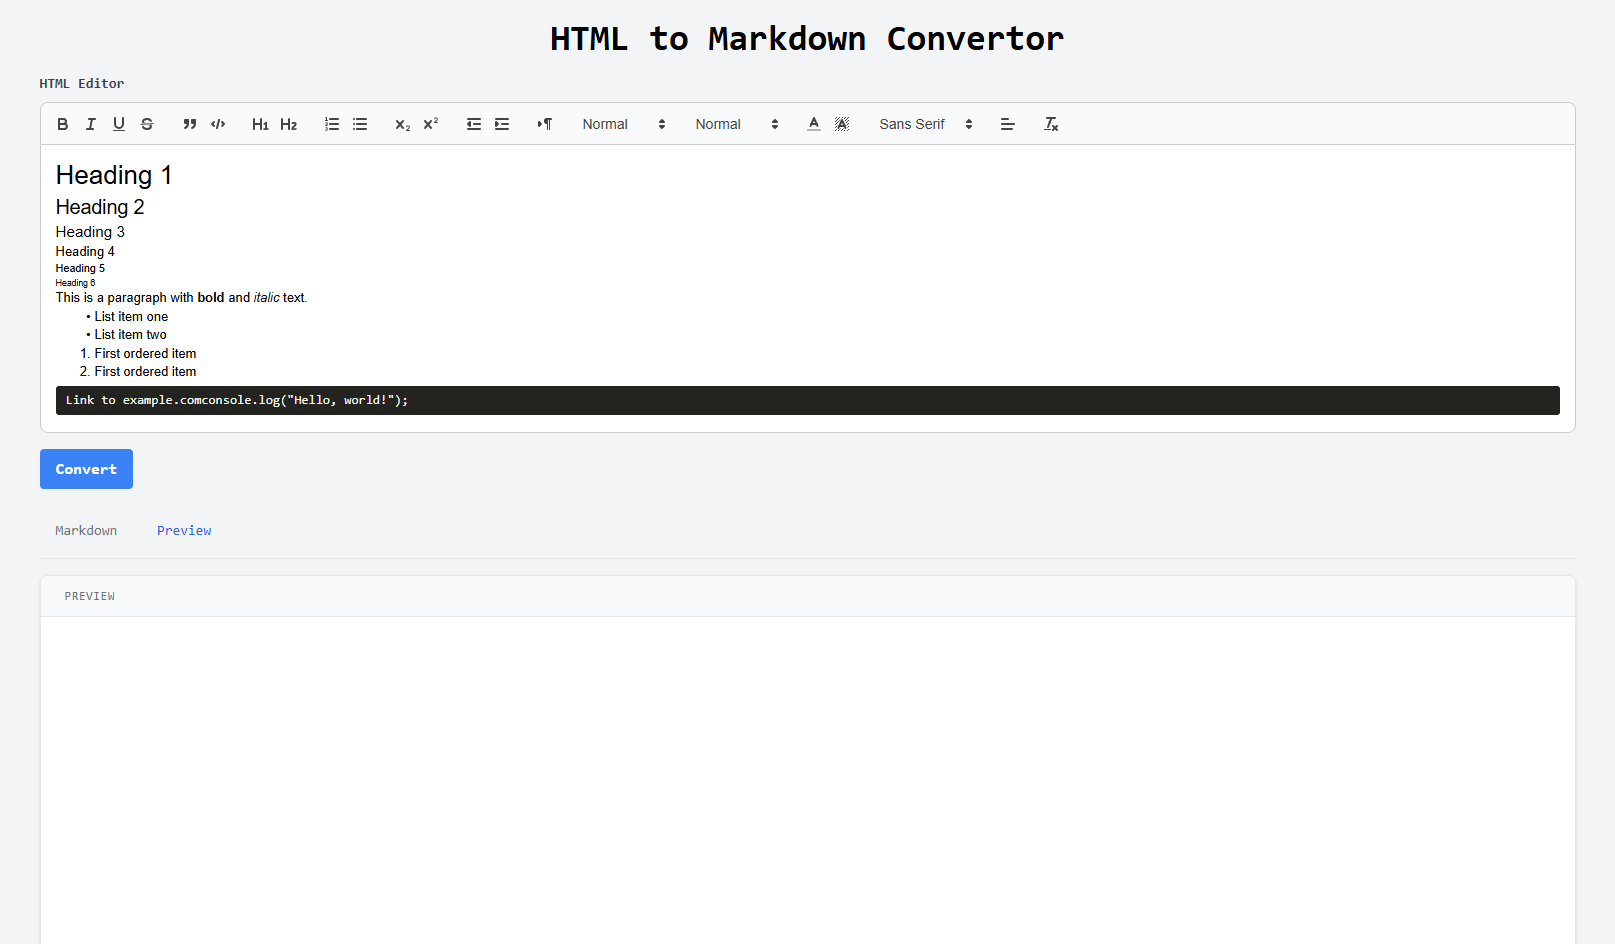 HTML to Markdown Convertor
HTML Editor
B I U S H1 H2 x₂ x² Normal Normal A A Sans Serif Tx
Heading 1
Heading 2
Heading 3
Heading 4
Heading 5
Heading 6
This is a paragraph with bold and italic text.
• List item one
• List item two
1. First ordered item
2. First ordered item
Link to example.comconsole.log("Hello, world!");
Convert
Markdown Preview
PREVIEW